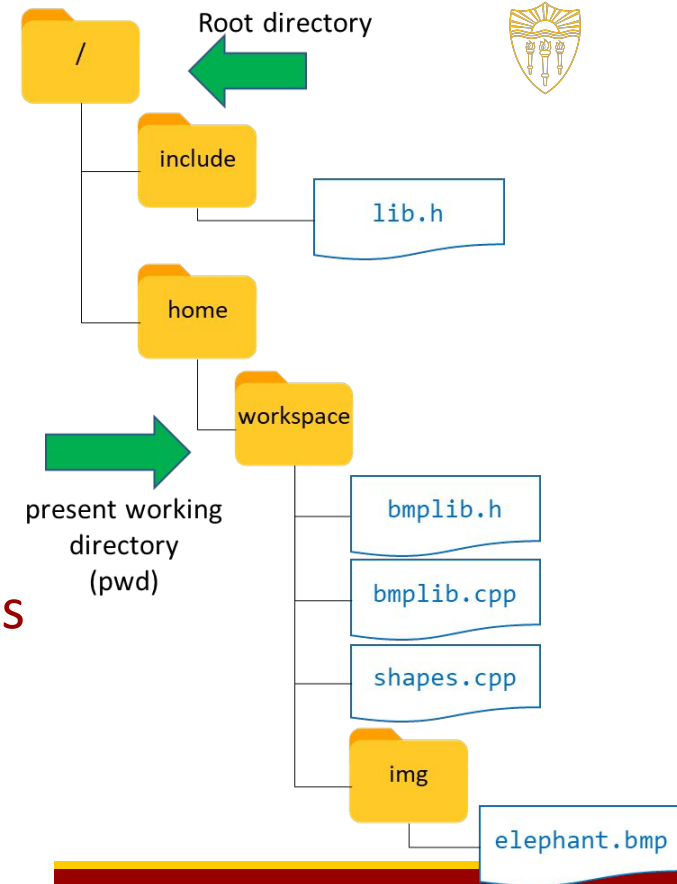 Root directory
/
include
lib.h
home
workspace
present working
directory
(pwd)
bmplib.h
bmplib.cpp
s
shapes.cpp
img
elephant.bmp